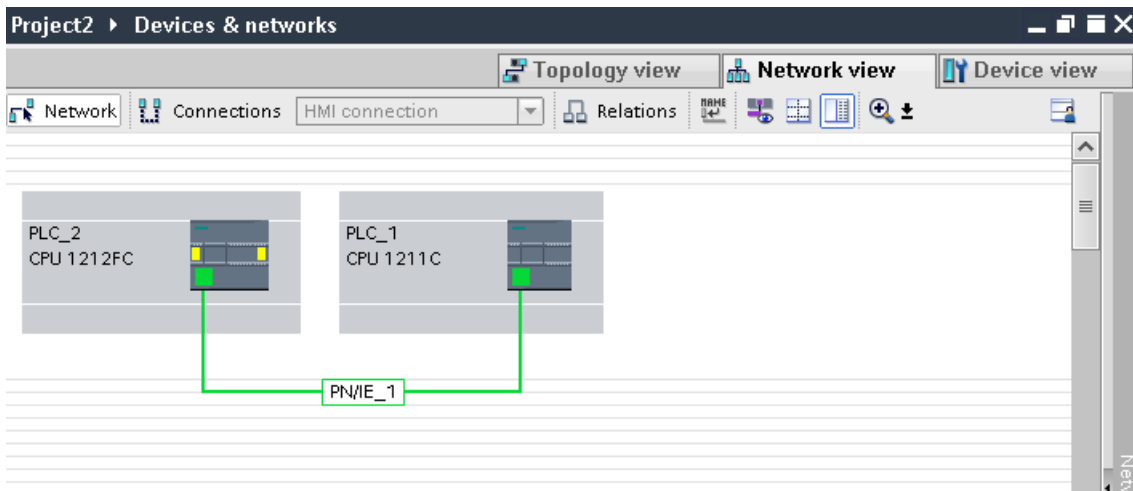 Project2 ▸ Devices & networks
Topology view Network view Device view
Network Connections HMI connection Relations
PLC_2
CPU 1212FC
PLC_1
CPU 1211C
PN/IE_1
Netw